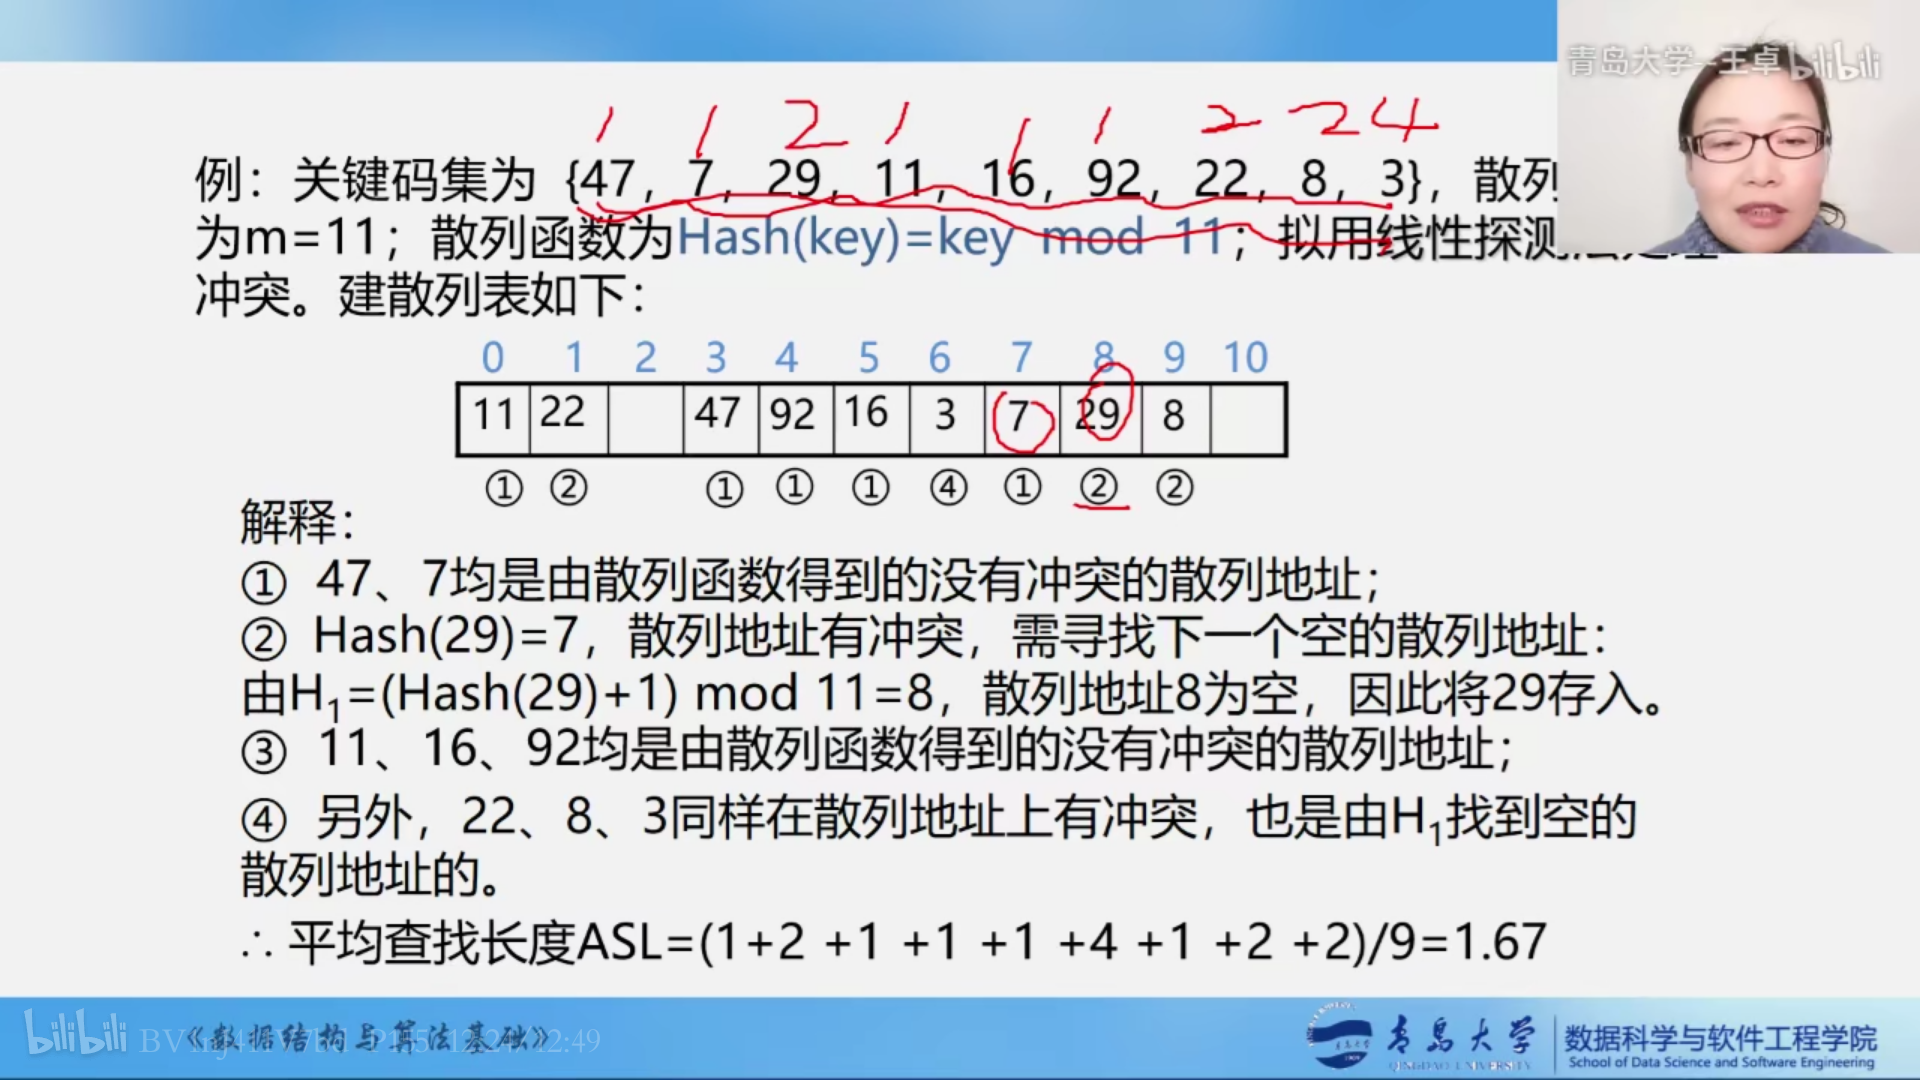 青岛大学--王卓 bilibili
1 1 2 1 1 1 2 2 4
例：关键码集为 {47，7，29，11，16，92，22，8，3}，散列
为m=11；散列函数为Hash(key)=key mod 11；拟用线性探测
冲突。建散列表如下：
0 1 2 3 4 5 6 7 8 9 10
11 22 47 92 16 3 7 29 8
① ② ① ① ① ④ ① ② ②
解释：
① 47、7均是由散列函数得到的没有冲突的散列地址；
② Hash(29)=7，散列地址有冲突，需寻找下一个空的散列地址：
由H1=(Hash(29)+1) mod 11=8，散列地址8为空，因此将29存入。
③ 11、16、92均是由散列函数得到的没有冲突的散列地址；
④ 另外，22、8、3同样在散列地址上有冲突，也是由H1找到空的
散列地址的。
∴ 平均查找长度ASL=(1+2 +1 +1 +1 +4 +1 +2 +2)/9=1.67
bilibili
《数据结构与算法基础》
青岛大学
QINGDAO UNIVERSITY
数据科学与软件工程学院
School of Data Science and Software Engineering